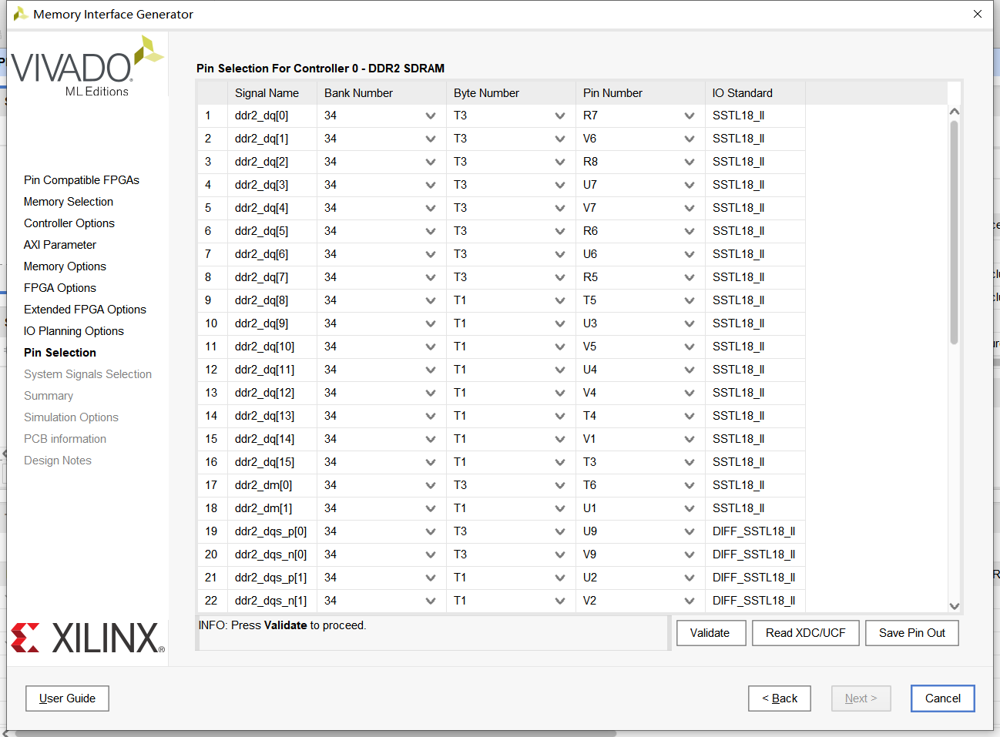 Memory Interface Generator
VIVADO
ML Editions
Pin Compatible FPGAs
Memory Selection
Controller Options
AXI Parameter
Memory Options
FPGA Options
Extended FPGA Options
IO Planning Options
Pin Selection
System Signals Selection
Summary
Simulation Options
PCB information
Design Notes
XILINX®
Pin Selection For Controller 0 - DDR2 SDRAM
Signal Name Bank Number Byte Number Pin Number IO Standard
1 ddr2_dq[0] 34 T3 R7 SSTL18_II
2 ddr2_dq[1] 34 T3 V6 SSTL18_II
3 ddr2_dq[2] 34 T3 R8 SSTL18_II
4 ddr2_dq[3] 34 T3 U7 SSTL18_II
5 ddr2_dq[4] 34 T3 V7 SSTL18_II
6 ddr2_dq[5] 34 T3 R6 SSTL18_II
7 ddr2_dq[6] 34 T3 U6 SSTL18_II
8 ddr2_dq[7] 34 T3 R5 SSTL18_II
9 ddr2_dq[8] 34 T1 T5 SSTL18_II
10 ddr2_dq[9] 34 T1 U3 SSTL18_II
11 ddr2_dq[10] 34 T1 V5 SSTL18_II
12 ddr2_dq[11] 34 T1 U4 SSTL18_II
13 ddr2_dq[12] 34 T1 V4 SSTL18_II
14 ddr2_dq[13] 34 T1 T4 SSTL18_II
15 ddr2_dq[14] 34 T1 V1 SSTL18_II
16 ddr2_dq[15] 34 T1 T3 SSTL18_II
17 ddr2_dm[0] 34 T3 T6 SSTL18_II
18 ddr2_dm[1] 34 T1 U1 SSTL18_II
19 ddr2_dqs_p[0] 34 T3 U9 DIFF_SSTL18_II
20 ddr2_dqs_n[0] 34 T3 V9 DIFF_SSTL18_II
21 ddr2_dqs_p[1] 34 T1 U2 DIFF_SSTL18_II
22 ddr2_dqs_n[1] 34 T1 V2 DIFF_SSTL18_II
INFO: Press Validate to proceed.
Validate Read XDC/UCF Save Pin Out
User Guide < Back Next > Cancel